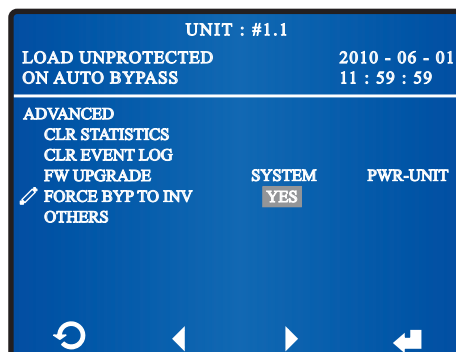 UNIT : #1.1
LOAD UNPROTECTED 2010 - 06 - 01
ON AUTO BYPASS 11 : 59 : 59
ADVANCED
CLR STATISTICS
CLR EVENT LOG
FW UPGRADE SYSTEM PWR-UNIT
FORCE BYP TO INV YES
OTHERS